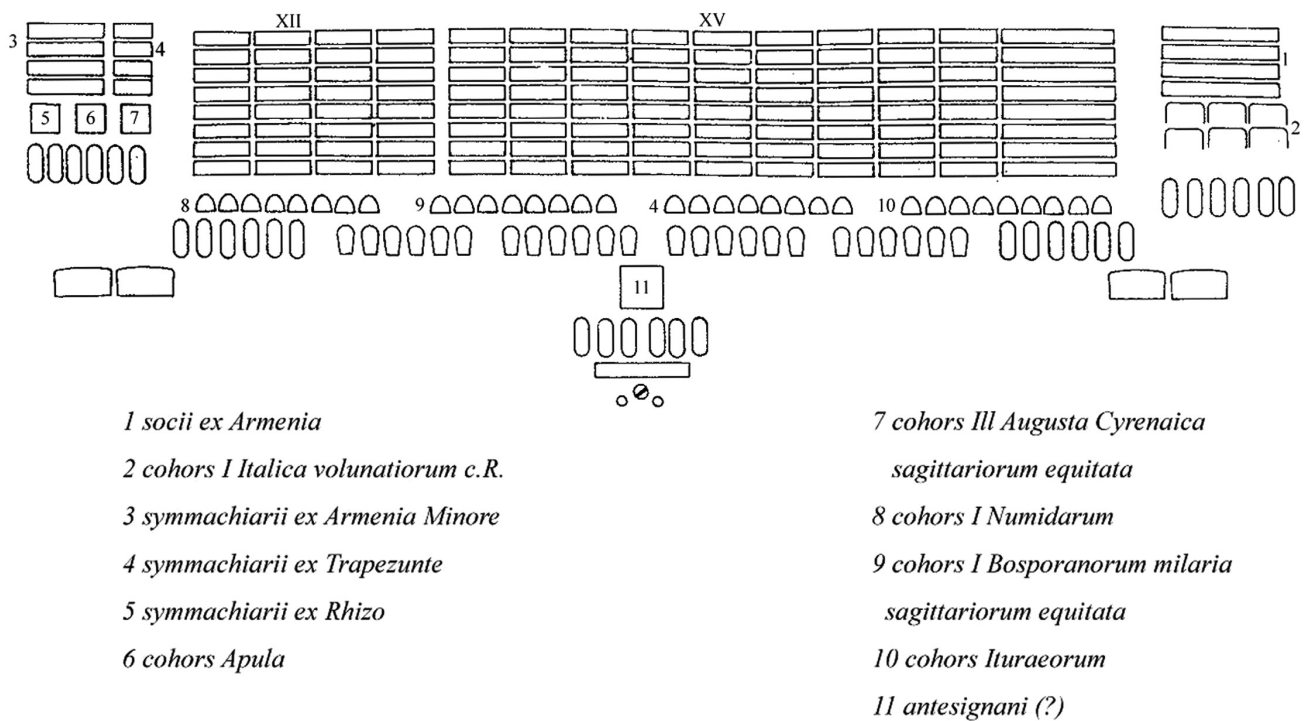 XII XV
3 4 1
5 6 7 2
8 9 4 10
11
1 socii ex Armenia
2 cohors I Italica volunatiorum c.R.
3 symmachiarii ex Armenia Minore
4 symmachiarii ex Trapezunte
5 symmachiarii ex Rhizo
6 cohors Apula
7 cohors Ill Augusta Cyrenaica
sagittariorum equitata
8 cohors I Numidarum
9 cohors I Bosporanorum milaria
sagittariorum equitata
10 cohors Ituraeorum
11 antesignani (?)